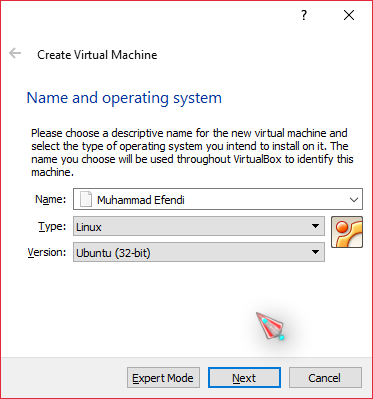 ?
Create Virtual Machine
Name and operating system
Please choose a descriptive name for the new virtual machine and
select the type of operating system you intend to install on it. The
name you choose will be used throughout VirtualBox to identify this
machine.
Name: Muhammad Efendi
Type: Linux
Version: Ubuntu (32-bit)
Expert Mode Next Cancel